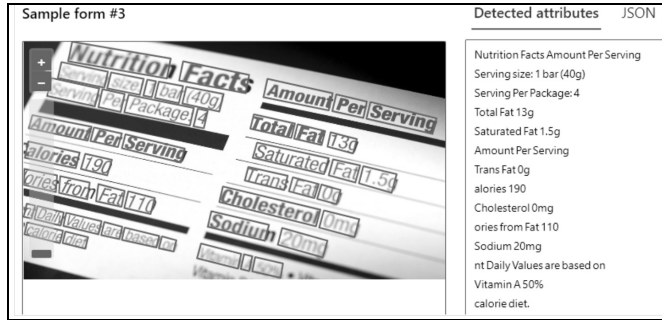 Sample form #3
Detected attributes JSON
+
−
Nutrition Facts
Serving size: 1 bar (40g)
Serving Per Package: 4
Amount Per Serving
alories 190
ories from Fat 110
nt Daily Values are based on
calorie diet.
Amount Per Serving
Total Fat 13g
Saturated Fat 1.5g
Trans Fat 0g
Cholesterol 0mg
Sodium 20mg
Vitamin A 50%
Nutrition Facts Amount Per Serving
Serving size: 1 bar (40g)
Serving Per Package: 4
Total Fat 13g
Saturated Fat 1.5g
Amount Per Serving
Trans Fat 0g
alories 190
Cholesterol 0mg
ories from Fat 110
Sodium 20mg
nt Daily Values are based on
Vitamin A 50%
calorie diet.